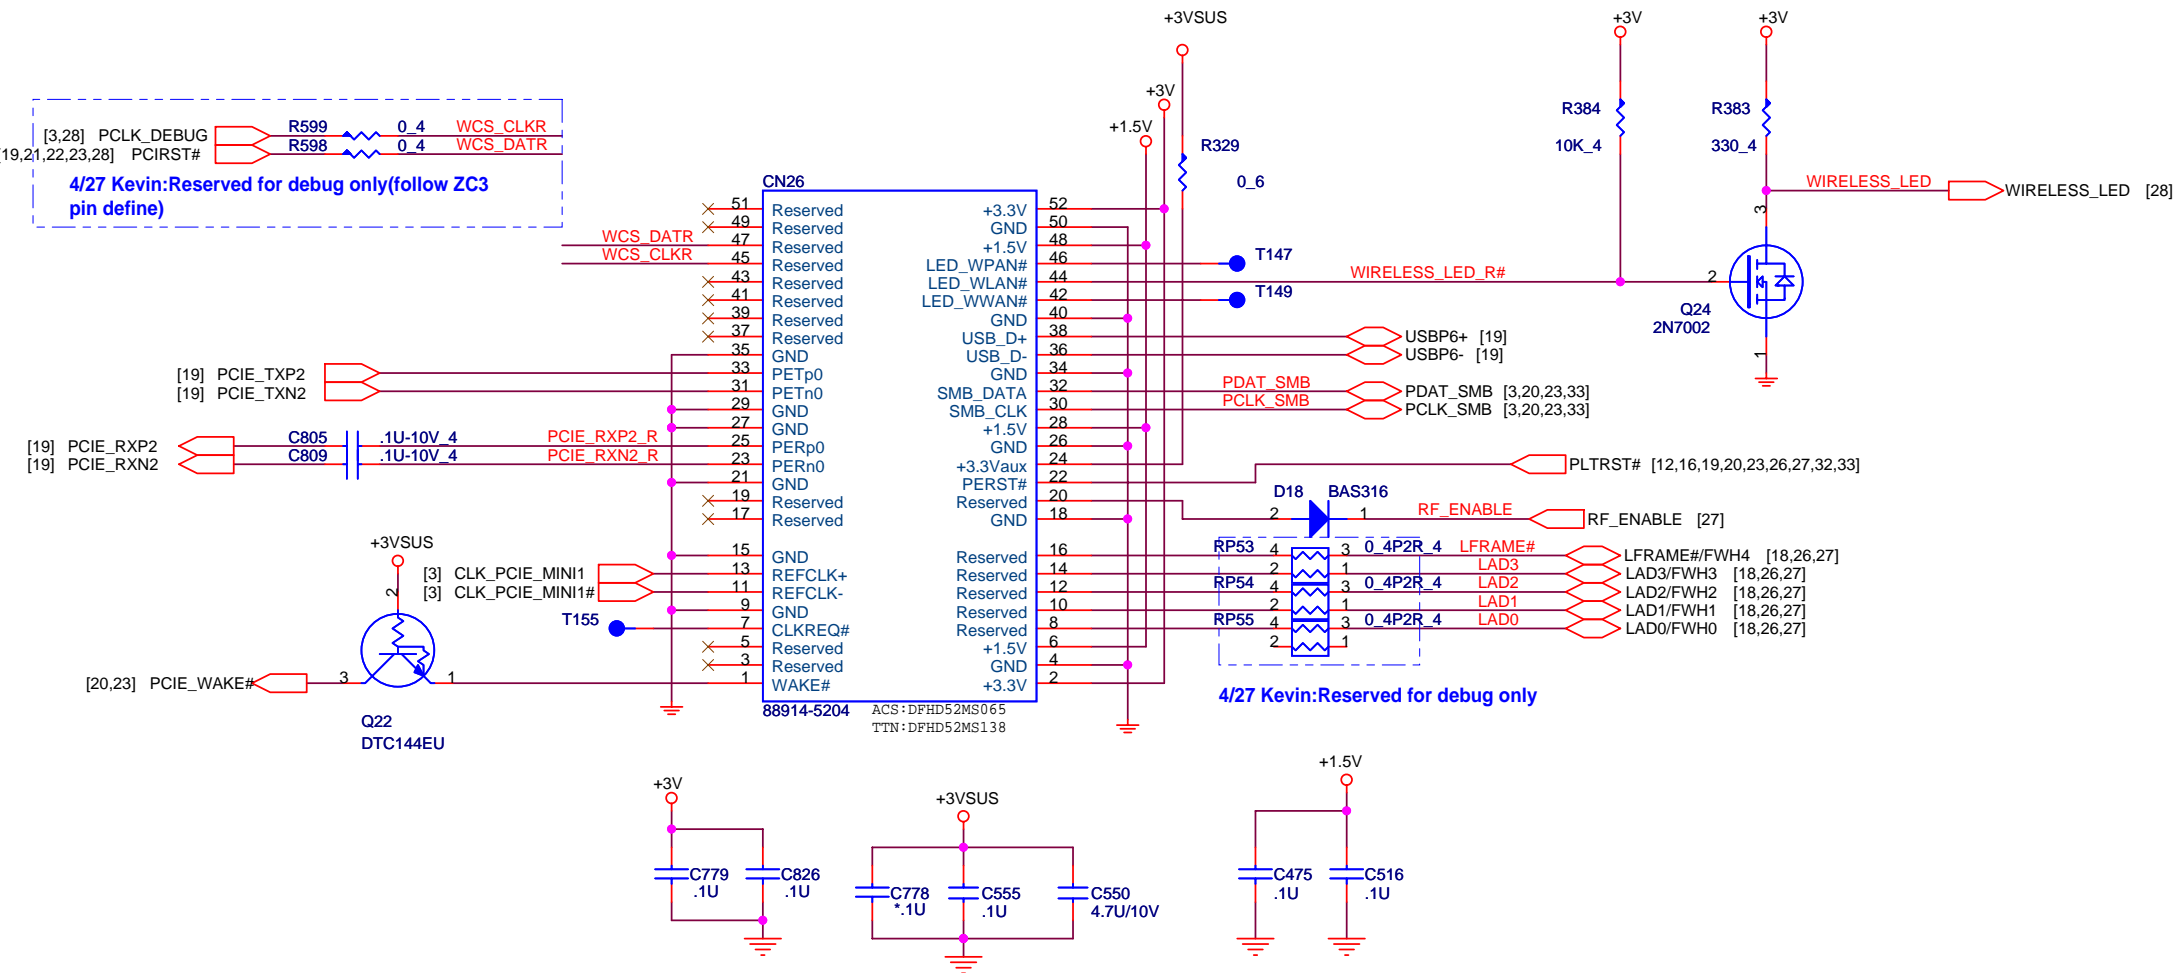 +3VSUS
+3V
+3V
+3V
+1.5V
[3,28] PCLK_DEBUG R599 0_4 WCS_CLKR
19,21,22,23,28] PCIRST# R598 0_4 WCS_DATR
4/27 Kevin:Reserved for debug only(follow ZC3
pin define)
R329
0_6
R384
10K_4
R383
330_4
WIRELESS_LED WIRELESS_LED [28]
3
2
1
Q24
2N7002
CN26
51 Reserved +3.3V 52
49 Reserved GND 50
WCS_DATR 47 Reserved +1.5V 48
WCS_CLKR 45 Reserved LED_WPAN# 46 T147
43 Reserved LED_WLAN# 44 WIRELESS_LED_R#
41 Reserved LED_WWAN# 42 T149
39 Reserved GND 40
37 Reserved USB_D+ 38 USBP6+ [19]
35 GND USB_D- 36 USBP6- [19]
[19] PCIE_TXP2 33 PETp0 GND 34
[19] PCIE_TXN2 31 PETn0 SMB_DATA 32 PDAT_SMB PDAT_SMB [3,20,23,33]
29 GND SMB_CLK 30 PCLK_SMB PCLK_SMB [3,20,23,33]
27 GND +1.5V 28
[19] PCIE_RXP2 C805 .1U-10V_4 PCIE_RXP2_R 25 PERp0 GND 26
[19] PCIE_RXN2 C809 .1U-10V_4 PCIE_RXN2_R 23 PERn0 +3.3Vaux 24
21 GND PERST# 22 PLTRST# [12,16,19,20,23,26,27,32,33]
19 Reserved Reserved 20
17 Reserved GND 18
D18 BAS316
2 1 RF_ENABLE RF_ENABLE [27]
15 GND Reserved 16 RP53 4 3 0_4P2R_4 LFRAME# LFRAME#/FWH4 [18,26,27]
[3] CLK_PCIE_MINI1 13 REFCLK+ Reserved 14 2 1 LAD3 LAD3/FWH3 [18,26,27]
[3] CLK_PCIE_MINI1# 11 REFCLK- Reserved 12 RP54 4 3 0_4P2R_4 LAD2 LAD2/FWH2 [18,26,27]
9 GND Reserved 10 2 1 LAD1 LAD1/FWH1 [18,26,27]
T155 7 CLKREQ# Reserved 8 RP55 4 3 0_4P2R_4 LAD0 LAD0/FWH0 [18,26,27]
5 Reserved +1.5V 6 2 1
3 Reserved GND 4
1 WAKE# +3.3V 2
88914-5204 ACS:DFHD52MS065
TTN:DFHD52MS138
4/27 Kevin:Reserved for debug only
+3VSUS
2
[20,23] PCIE_WAKE# 3 1
Q22
DTC144EU
+3V
C779
.1U
C826
.1U
+3VSUS
C778
*.1U
C555
.1U
C550
4.7U/10V
+1.5V
C475
.1U
C516
.1U